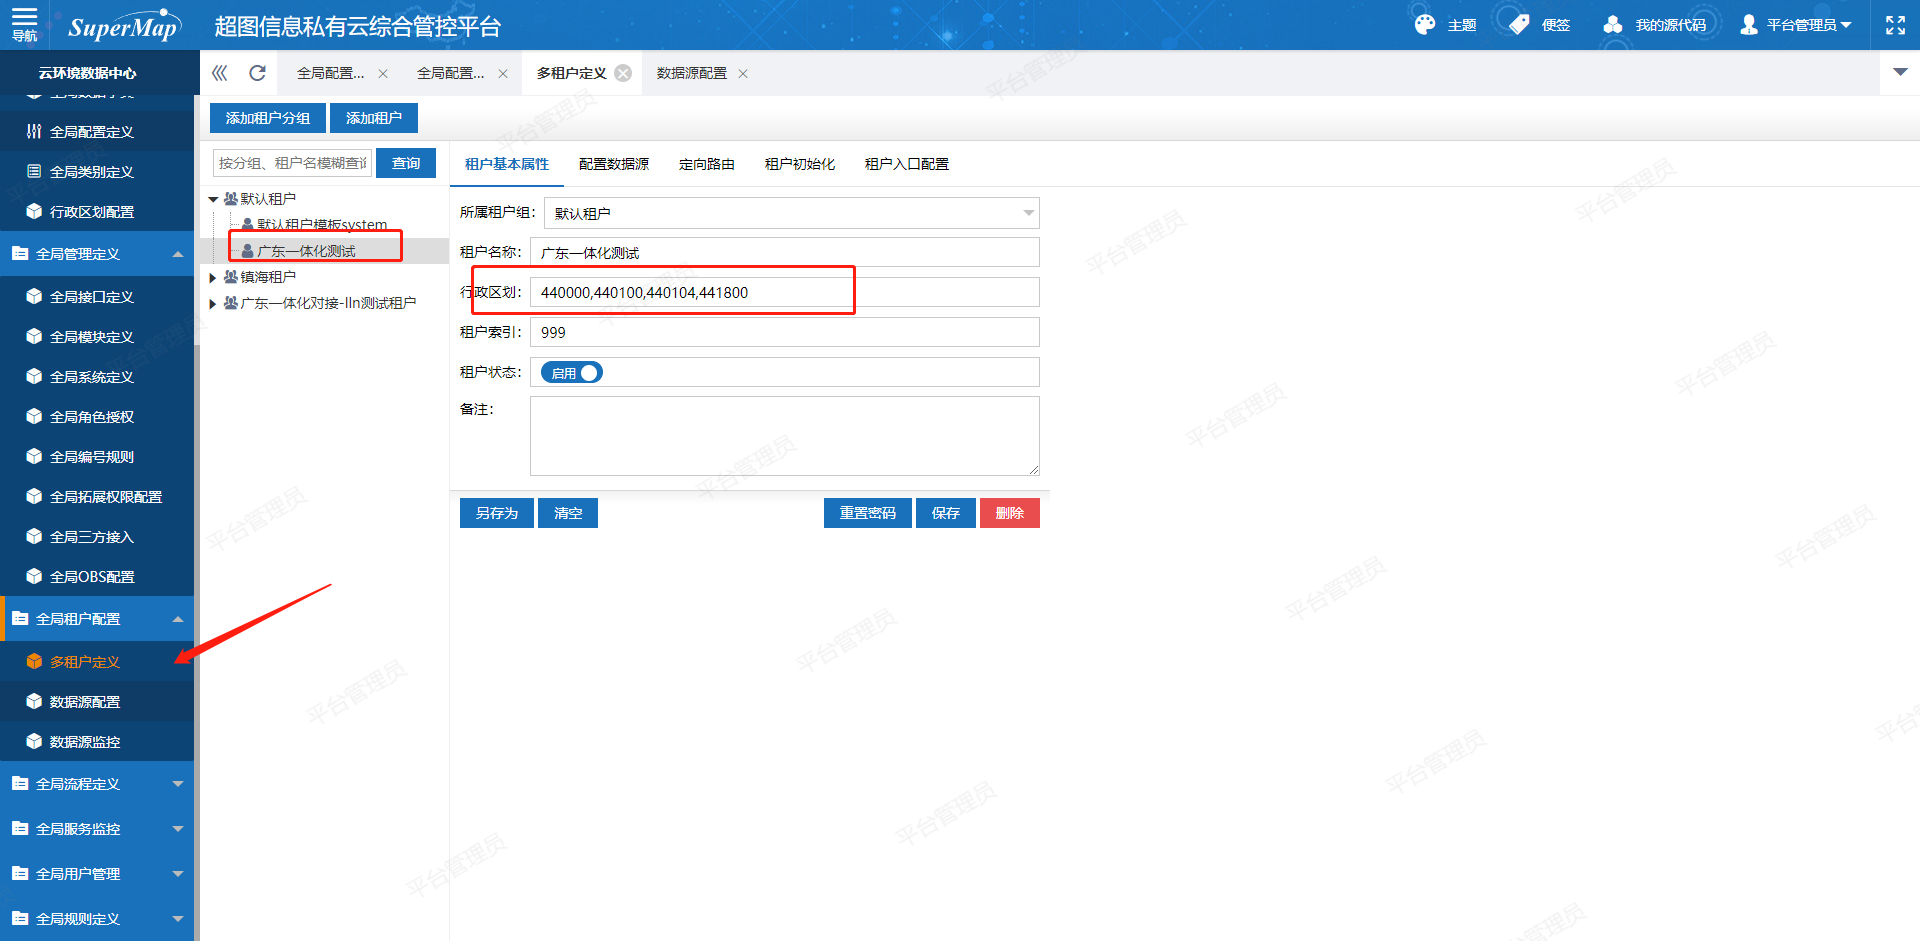 导航
SuperMap
超图信息私有云综合管控平台
主题
便签
我的源代码
平台管理员
云环境数据中心
全局配置...
全局配置...
多租户定义
数据源配置
全局配置定义
全局类别定义
行政区划配置
全局管理定义
全局接口定义
全局模块定义
全局系统定义
全局角色授权
全局编号规则
全局拓展权限配置
全局三方接入
全局OBS配置
全局租户配置
多租户定义
数据源配置
数据源监控
全局流程定义
全局服务监控
全局用户管理
全局规则定义
添加租户分组
添加租户
按分组、租户名模糊查询
查询
默认租户
默认租户模板system
广东一体化测试
镇海租户
广东一体化对接-lln测试租户
租户基本属性
配置数据源
定向路由
租户初始化
租户入口配置
所属租户组：
默认租户
租户名称：
广东一体化测试
行政区划：
440000,440100,440104,441800
租户索引：
999
租户状态：
启用
备注：
另存为
清空
重置密码
保存
删除
平台管理员